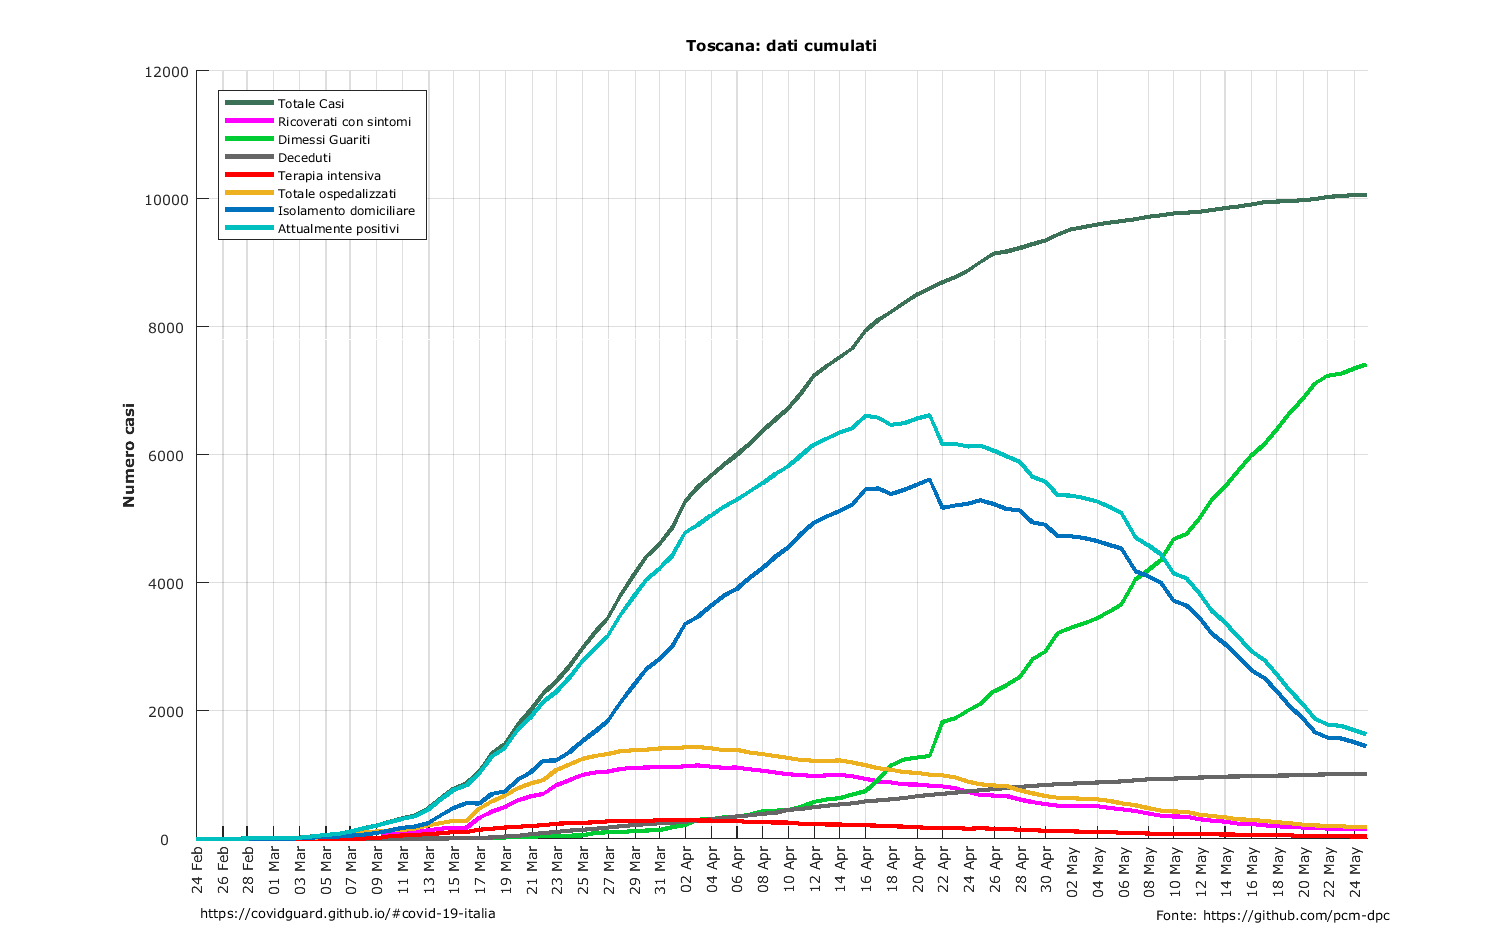 Toscana: dati cumulati
12000
10000
8000
6000
4000
2000
0
Numero casi
Totale Casi
Ricoverati con sintomi
Dimessi Guariti
Deceduti
Terapia intensiva
Totale ospedalizzati
Isolamento domiciliare
Attualmente positivi
24 Feb
26 Feb
28 Feb
01 Mar
03 Mar
05 Mar
07 Mar
09 Mar
11 Mar
13 Mar
15 Mar
17 Mar
19 Mar
21 Mar
23 Mar
25 Mar
27 Mar
29 Mar
31 Mar
02 Apr
04 Apr
06 Apr
08 Apr
10 Apr
12 Apr
14 Apr
16 Apr
18 Apr
20 Apr
22 Apr
24 Apr
26 Apr
28 Apr
30 Apr
02 May
04 May
06 May
08 May
10 May
12 May
14 May
16 May
18 May
20 May
22 May
24 May
https://covidguard.github.io/#covid-19-italia
Fonte: https://github.com/pcm-dpc